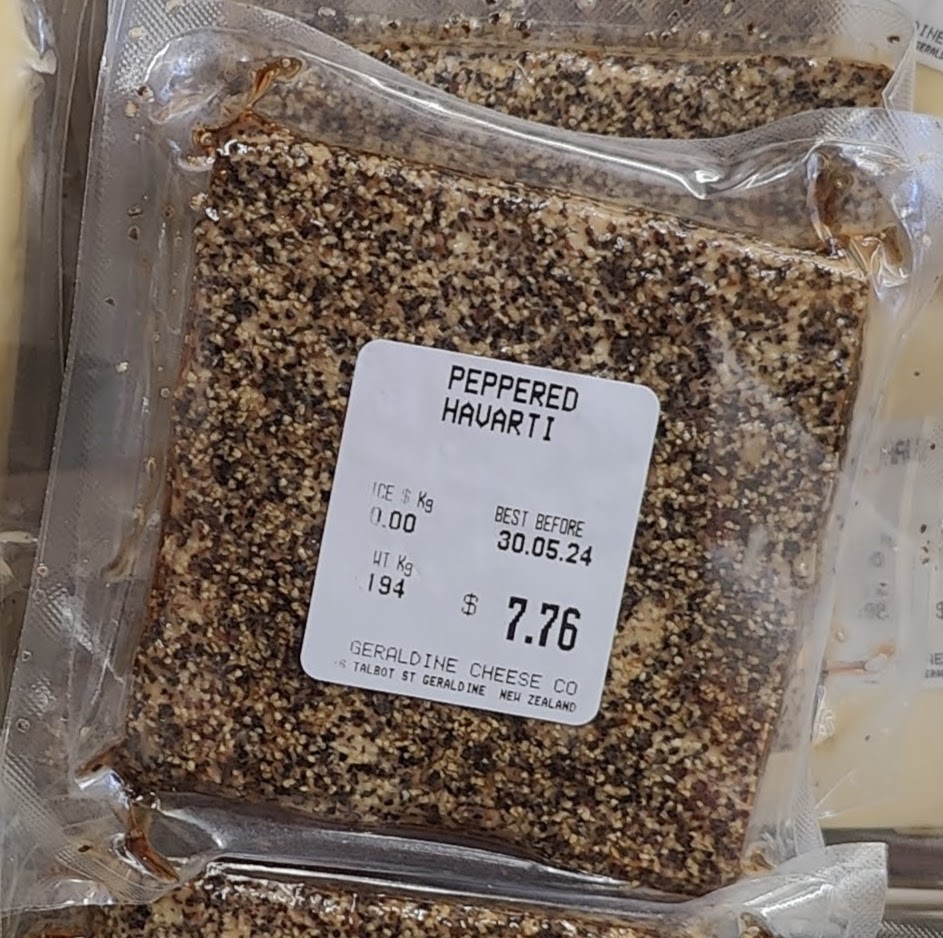 PEPPERED
HAVARTI
ICE $ Kg
0.00
BEST BEFORE
30.05.24
WT Kg
.194
$ 7.76
GERALDINE CHEESE CO
TALBOT ST GERALDINE NEW ZEALAND